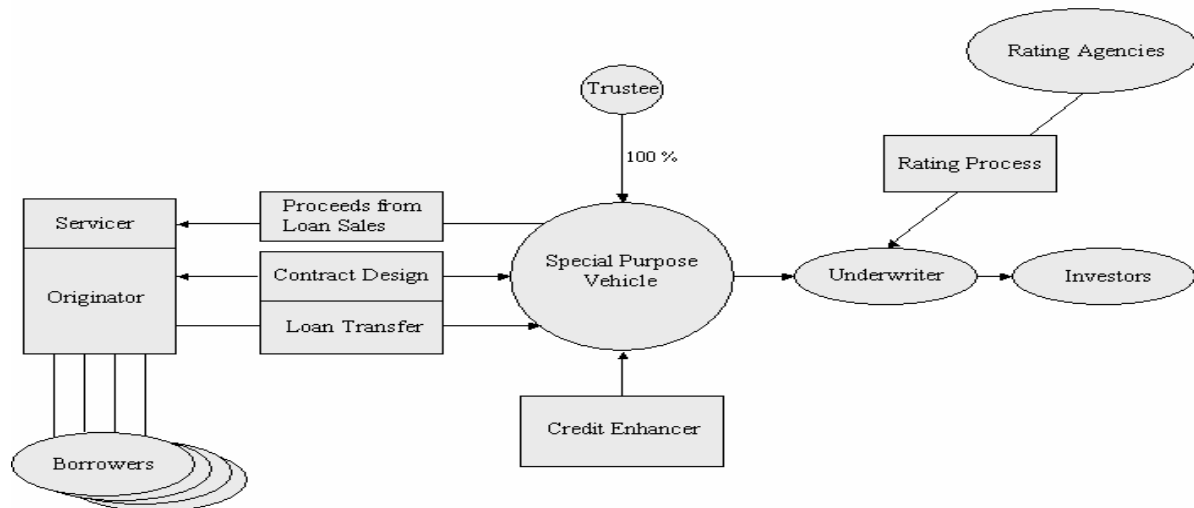 Rating Agencies
Trustee
100 %
Rating Process
Proceeds from
Loan Sales
Servicer
Special Purpose
Vehicle
Contract Design
Underwriter
Investors
Originator
Loan Transfer
Credit Enhancer
Borrowers